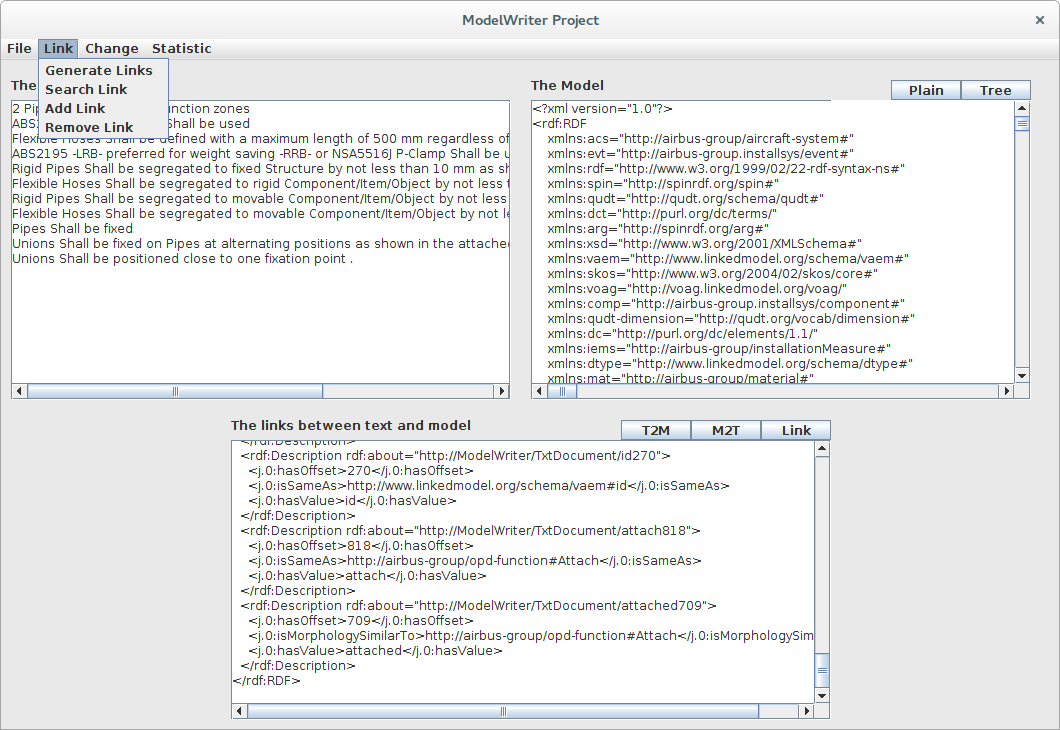 ModelWriter Project
File Link Change Statistic
Generate Links
Search Link
Add Link
Remove Link
The
2 Pip nction zones
ABS2 Shall be used
Flexible Hoses Shall be defined with a maximum length of 500 mm regardless of
ABS2195 -LRB- preferred for weight saving -RRB- or NSA5516J P-Clamp Shall be u
Rigid Pipes Shall be segregated to fixed Structure by not less than 10 mm as sh
Flexible Hoses Shall be segregated to rigid Component/Item/Object by not less t
Rigid Pipes Shall be segregated to movable Component/Item/Object by not less
Flexible Hoses Shall be segregated to movable Component/Item/Object by not le
Pipes Shall be fixed
Unions Shall be fixed on Pipes at alternating positions as shown in the attached
Unions Shall be positioned close to one fixation point .
The Model
Plain Tree
<?xml version="1.0"?>
<rdf:RDF
xmlns:acs="http://airbus-group/aircraft-system#"
xmlns:evt="http://airbus-group.installsys/event#"
xmlns:rdf="http://www.w3.org/1999/02/22-rdf-syntax-ns#"
xmlns:spin="http://spinrdf.org/spin#"
xmlns:qudt="http://qudt.org/schema/qudt#"
xmlns:dct="http://purl.org/dc/terms/"
xmlns:arg="http://spinrdf.org/arg#"
xmlns:xsd="http://www.w3.org/2001/XMLSchema#"
xmlns:vaem="http://www.linkedmodel.org/schema/vaem#"
xmlns:skos="http://www.w3.org/2004/02/skos/core#"
xmlns:voag="http://voag.linkedmodel.org/voag/"
xmlns:comp="http://airbus-group.installsys/component#"
xmlns:qudt-dimension="http://qudt.org/vocab/dimension#"
xmlns:dc="http://purl.org/dc/elements/1.1/"
xmlns:iems="http://airbus-group/installationMeasure#"
xmlns:dtype="http://www.linkedmodel.org/schema/dtype#"
xmlns:mat="http://airbus-group/material#"
The links between text and model
T2M M2T Link
</rdf:Description>
<rdf:Description rdf:about="http://ModelWriter/TxtDocument/id270">
<j.0:hasOffset>270</j.0:hasOffset>
<j.0:isSameAs>http://www.linkedmodel.org/schema/vaem#id</j.0:isSameAs>
<j.0:hasValue>id</j.0:hasValue>
</rdf:Description>
<rdf:Description rdf:about="http://ModelWriter/TxtDocument/attach818">
<j.0:hasOffset>818</j.0:hasOffset>
<j.0:isSameAs>http://airbus-group/opd-function#Attach</j.0:isSameAs>
<j.0:hasValue>attach</j.0:hasValue>
</rdf:Description>
<rdf:Description rdf:about="http://ModelWriter/TxtDocument/attached709">
<j.0:hasOffset>709</j.0:hasOffset>
<j.0:isMorphologySimilarTo>http://airbus-group/opd-function#Attach</j.0:isMorphologySim
<j.0:hasValue>attached</j.0:hasValue>
</rdf:Description>
</rdf:RDF>